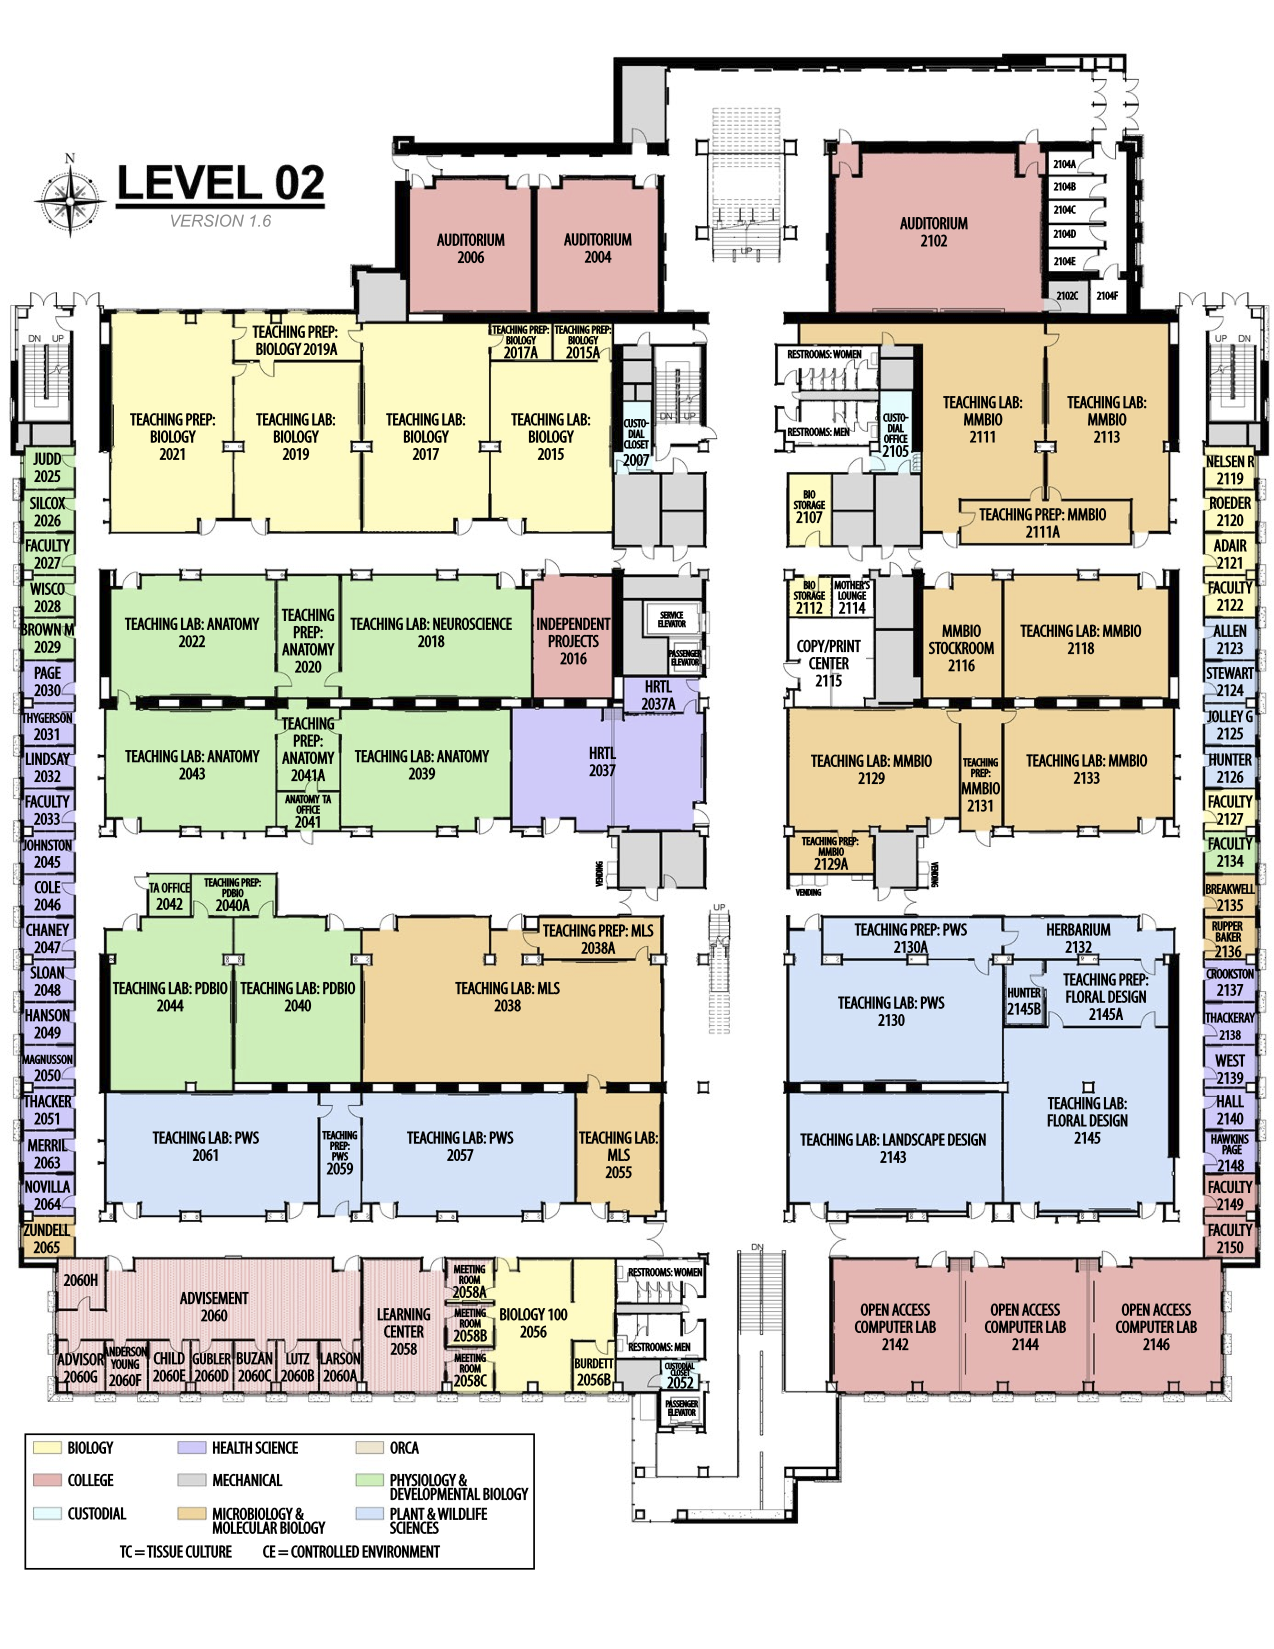 N
LEVEL 02
VERSION 1.6
AUDITORIUM
2006
AUDITORIUM
2004
UP
AUDITORIUM
2102
2104A
2104B
2104C
2104D
2104E
2102C
2104F
DN UP
TEACHING PREP:
BIOLOGY
2021
TEACHING PREP:
BIOLOGY 2019A
TEACHING LAB:
BIOLOGY
2019
TEACHING LAB:
BIOLOGY
2017
TEACHING PREP:
BIOLOGY
2017A
TEACHING PREP:
BIOLOGY
2015A
TEACHING LAB:
BIOLOGY
2015
CUSTO-
DIAL
CLOSET
2007
DN UP
RESTROOMS: WOMEN
RESTROOMS: MEN
CUSTO-
DIAL
OFFICE
2105
BIO
STORAGE
2107
TEACHING LAB:
MMBIO
2111
TEACHING LAB:
MMBIO
2113
TEACHING PREP: MMBIO
2111A
UP DN
JUDD
2025
SILCOX
2026
FACULTY
2027
WISCO
2028
BROWN M
2029
PAGE
2030
THYGERSON
2031
LINDSAY
2032
FACULTY
2033
JOHNSTON
2045
COLE
2046
CHANEY
2047
SLOAN
2048
HANSON
2049
MAGNUSSON
2050
THACKER
2051
MERRIL
2063
NOVILLA
2064
ZUNDELL
2065
TEACHING LAB: ANATOMY
2022
TEACHING
PREP:
ANATOMY
2020
TEACHING LAB: NEUROSCIENCE
2018
INDEPENDENT
PROJECTS
2016
SERVICE
ELEVATOR
PASSENGER
ELEVATOR
HRTL
2037A
BIO
STORAGE
2112
MOTHER'S
LOUNGE
2114
COPY/PRINT
CENTER
2115
MMBIO
STOCKROOM
2116
TEACHING LAB: MMBIO
2118
TEACHING LAB: ANATOMY
2043
TEACHING
PREP:
ANATOMY
2041A
ANATOMY TA
OFFICE
2041
TEACHING LAB: ANATOMY
2039
HRTL
2037
TEACHING LAB: MMBIO
2129
TEACHING
PREP:
MMBIO
2131
TEACHING LAB: MMBIO
2133
TEACHING PREP:
MMBIO
2129A
VENDING
VENDING
VENDING
TA OFFICE
2042
TEACHING PREP:
PDBIO
2040A
TEACHING LAB: PDBIO
2044
TEACHING LAB: PDBIO
2040
TEACHING PREP: MLS
2038A
TEACHING LAB: MLS
2038
UP
TEACHING PREP: PWS
2130A
HERBARIUM
2132
TEACHING LAB: PWS
2130
HUNTER
2145B
TEACHING PREP:
FLORAL DESIGN
2145A
TEACHING LAB: PWS
2061
TEACHING
PREP:
PWS
2059
TEACHING LAB: PWS
2057
TEACHING LAB:
MLS
2055
TEACHING LAB: LANDSCAPE DESIGN
2143
TEACHING LAB:
FLORAL DESIGN
2145
NELSEN R
2119
ROEDER
2120
ADAIR
2121
FACULTY
2122
ALLEN
2123
STEWART
2124
JOLLEY G
2125
HUNTER
2126
FACULTY
2127
FACULTY
2134
BREAKWELL
2135
RUPPER
BAKER
2136
CROOKSTON
2137
THACKERAY
2138
WEST
2139
HALL
2140
HAWKINS
PAGE
2148
FACULTY
2149
FACULTY
2150
2060H
ADVISEMENT
2060
ADVISOR
2060G
ANDERSON
YOUNG
2060F
CHILD
2060E
GUBLER
2060D
BUZAN
2060C
LUTZ
2060B
LARSON
2060A
LEARNING
CENTER
2058
MEETING
ROOM
2058A
MEETING
ROOM
2058B
MEETING
ROOM
2058C
BIOLOGY 100
2056
BURDETT
2056B
RESTROOMS: WOMEN
RESTROOMS: MEN
CUSTODIAL
CLOSET
2052
PASSENGER
ELEVATOR
DN
OPEN ACCESS
COMPUTER LAB
2142
OPEN ACCESS
COMPUTER LAB
2144
OPEN ACCESS
COMPUTER LAB
2146
BIOLOGY
COLLEGE
CUSTODIAL
HEALTH SCIENCE
MECHANICAL
MICROBIOLOGY &
MOLECULAR BIOLOGY
ORCA
PHYSIOLOGY &
DEVELOPMENTAL BIOLOGY
PLANT & WILDLIFE
SCIENCES
TC = TISSUE CULTURE CE = CONTROLLED ENVIRONMENT